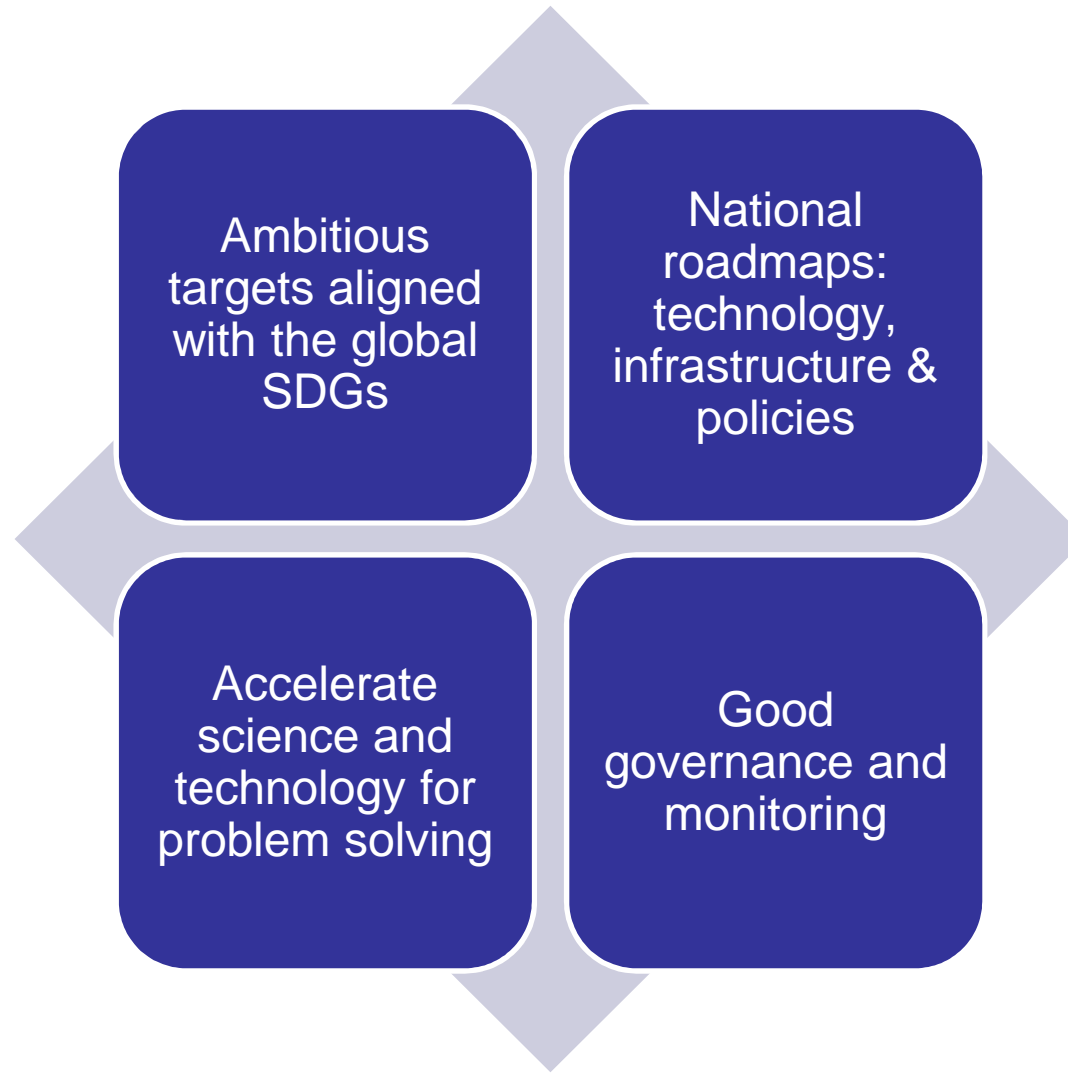 Ambitious
targets aligned
with the global
SDGs
National
roadmaps:
technology,
infrastructure &
policies
Accelerate
science and
technology for
problem solving
Good
governance and
monitoring